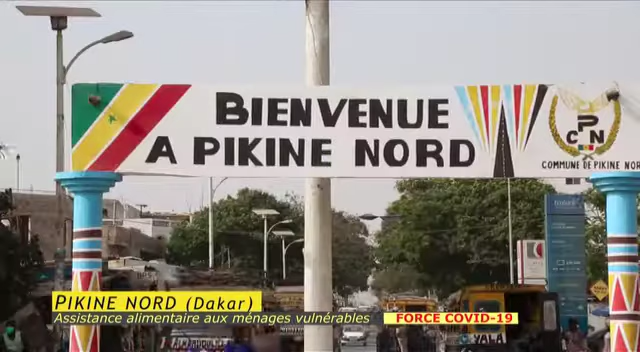 BIENVENUE
A PIKINE NORD
CPN
COMMUNE DE PIKINE NOR
PIKINE NORD (Dakar)
Assistance alimentaire aux ménages vulnérables
FORCE COVID-19